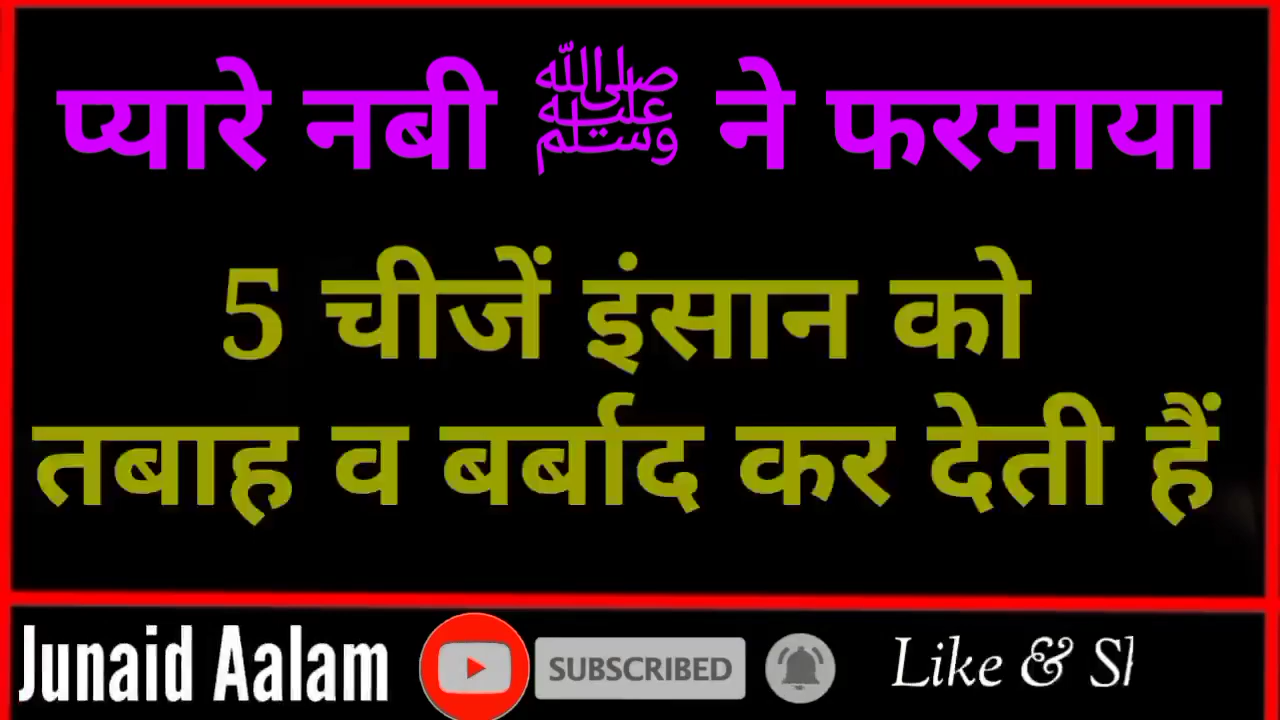 प्यारे नबी ﷺ ने फरमाया
5 चीजें इंसान को
तबाह व बर्बाद कर देती हैं
Junaid Aalam SUBSCRIBED Like &